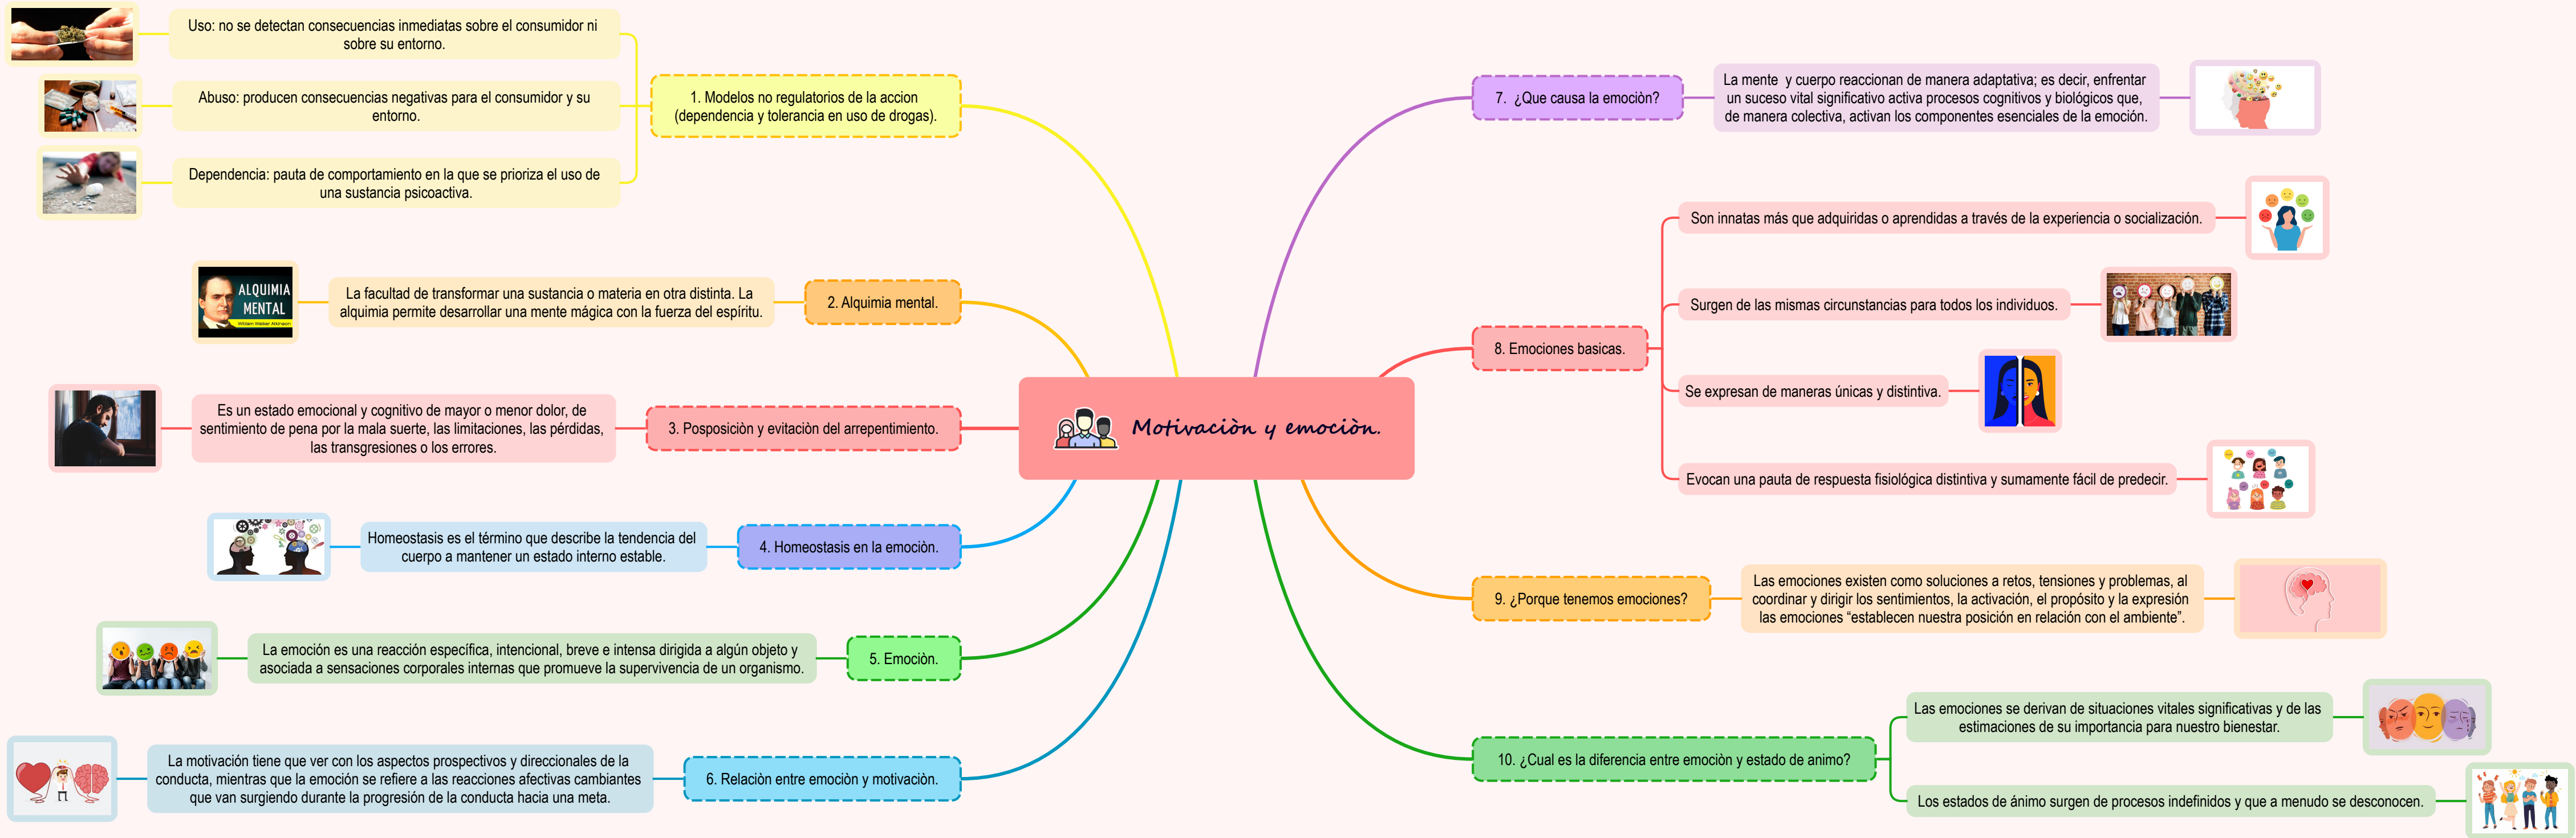 Uso: no se detectan consecuencias inmediatas sobre el consumidor ni
sobre su entorno.
Abuso: producen consecuencias negativas para el consumidor y su
entorno.
Dependencia: pauta de comportamiento en la que se prioriza el uso de
una sustancia psicoactiva.
1. Modelos no regulatorios de la accion
(dependencia y tolerancia en uso de drogas).
ALQUIMIA
MENTAL
William Walker Atkinson
La facultad de transformar una sustancia o materia en otra distinta. La
alquimia permite desarrollar una mente mágica con la fuerza del espíritu.
2. Alquimia mental.
Es un estado emocional y cognitivo de mayor o menor dolor, de
sentimiento de pena por la mala suerte, las limitaciones, las pérdidas,
las transgresiones o los errores.
3. Posposiciòn y evitaciòn del arrepentimiento.
Homeostasis es el término que describe la tendencia del
cuerpo a mantener un estado interno estable.
4. Homeostasis en la emociòn.
La emoción es una reacción específica, intencional, breve e intensa dirigida a algún objeto y
asociada a sensaciones corporales internas que promueve la supervivencia de un organismo.
5. Emociòn.
La motivación tiene que ver con los aspectos prospectivos y direccionales de la
conducta, mientras que la emoción se refiere a las reacciones afectivas cambiantes
que van surgiendo durante la progresión de la conducta hacia una meta.
6. Relaciòn entre emociòn y motivaciòn.
Motivaciòn y emociòn.
7. ¿Que causa la emociòn?
La mente y cuerpo reaccionan de manera adaptativa; es decir, enfrentar
un suceso vital significativo activa procesos cognitivos y biológicos que,
de manera colectiva, activan los componentes esenciales de la emoción.
8. Emociones basicas.
Son innatas más que adquiridas o aprendidas a través de la experiencia o socialización.
Surgen de las mismas circunstancias para todos los individuos.
Se expresan de maneras únicas y distintiva.
Evocan una pauta de respuesta fisiológica distintiva y sumamente fácil de predecir.
9. ¿Porque tenemos emociones?
Las emociones existen como soluciones a retos, tensiones y problemas, al
coordinar y dirigir los sentimientos, la activación, el propósito y la expresión
las emociones “establecen nuestra posición en relación con el ambiente”.
10. ¿Cual es la diferencia entre emociòn y estado de animo?
Las emociones se derivan de situaciones vitales significativas y de las
estimaciones de su importancia para nuestro bienestar.
Los estados de ánimo surgen de procesos indefinidos y que a menudo se desconocen.